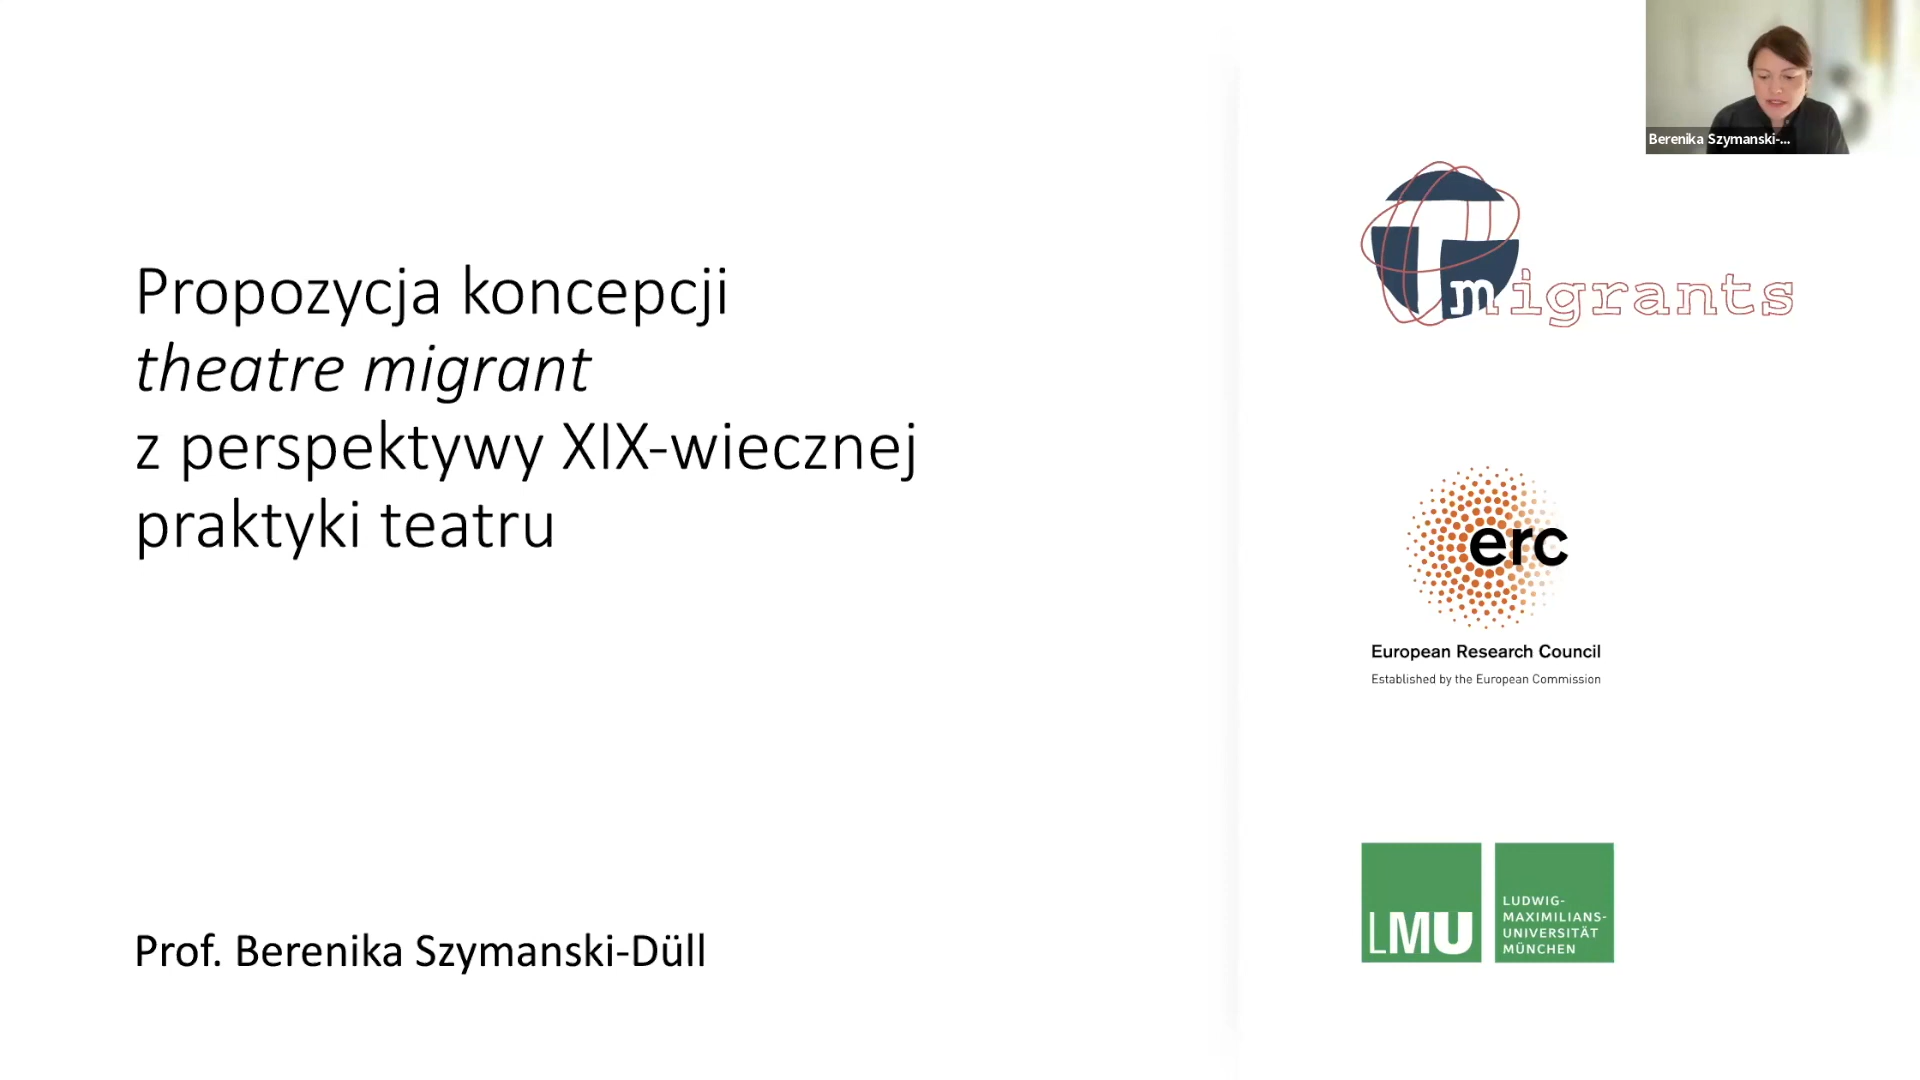 Berenika Szymanski-...
Propozycja koncepcji
theatre migrant
z perspektywy XIX-wiecznej
praktyki teatru
Prof. Berenika Szymanski-Düll
Tmigrants
erc
European Research Council
Established by the European Commission
LMU
LUDWIG-
MAXIMILIANS-
UNIVERSITÄT
MÜNCHEN